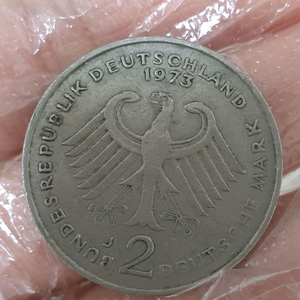 BUNDESREPUBLIK DEUTSCHLAND
1973
J
2
DEUTSCHE MARK